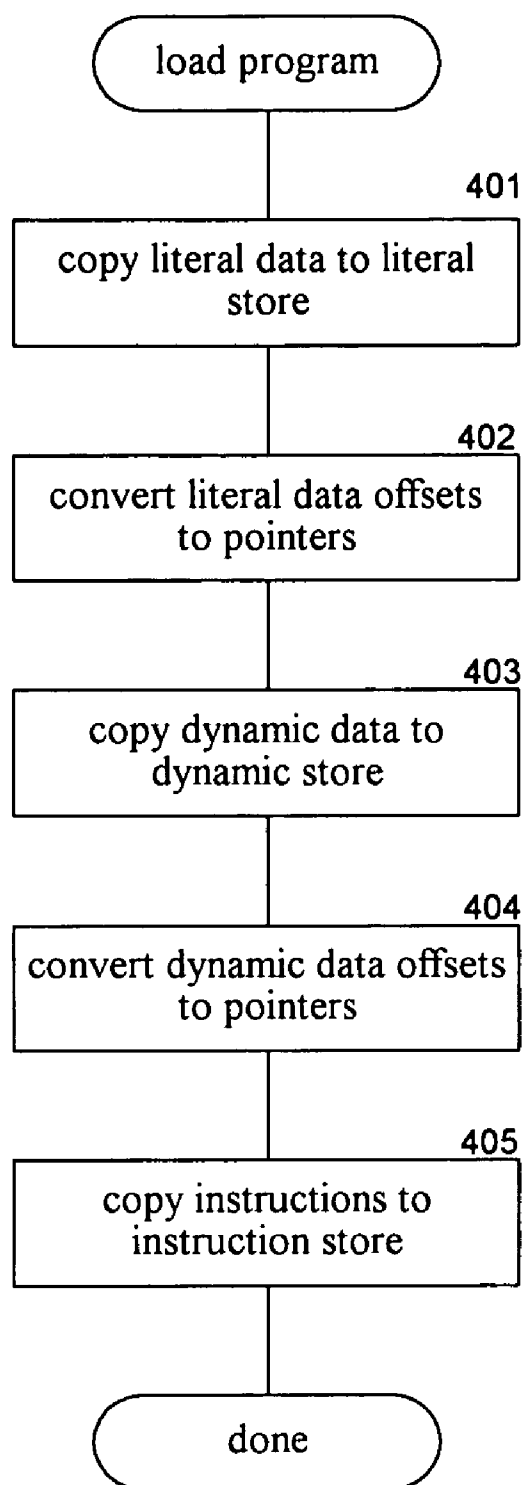 load program
401
copy literal data to literal
store
402
convert literal data offsets
to pointers
403
copy dynamic data to
dynamic store
404
convert dynamic data offsets
to pointers
405
copy instructions to
instruction store
done